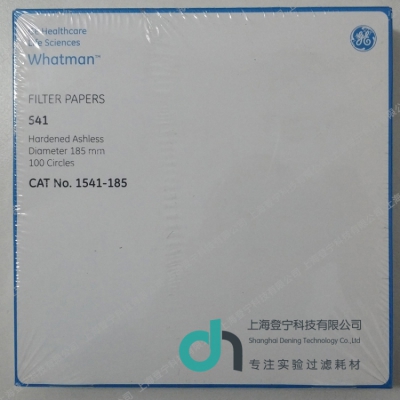 GE Healthcare
Life Sciences
Whatman™
FILTER PAPERS
541
Hardened Ashless
Diameter 185 mm
100 Circles
CAT No. 1541-185
上海登宁科技有限公司
Shanghai Dening Technology Co.,Ltd
专注实验过滤耗材